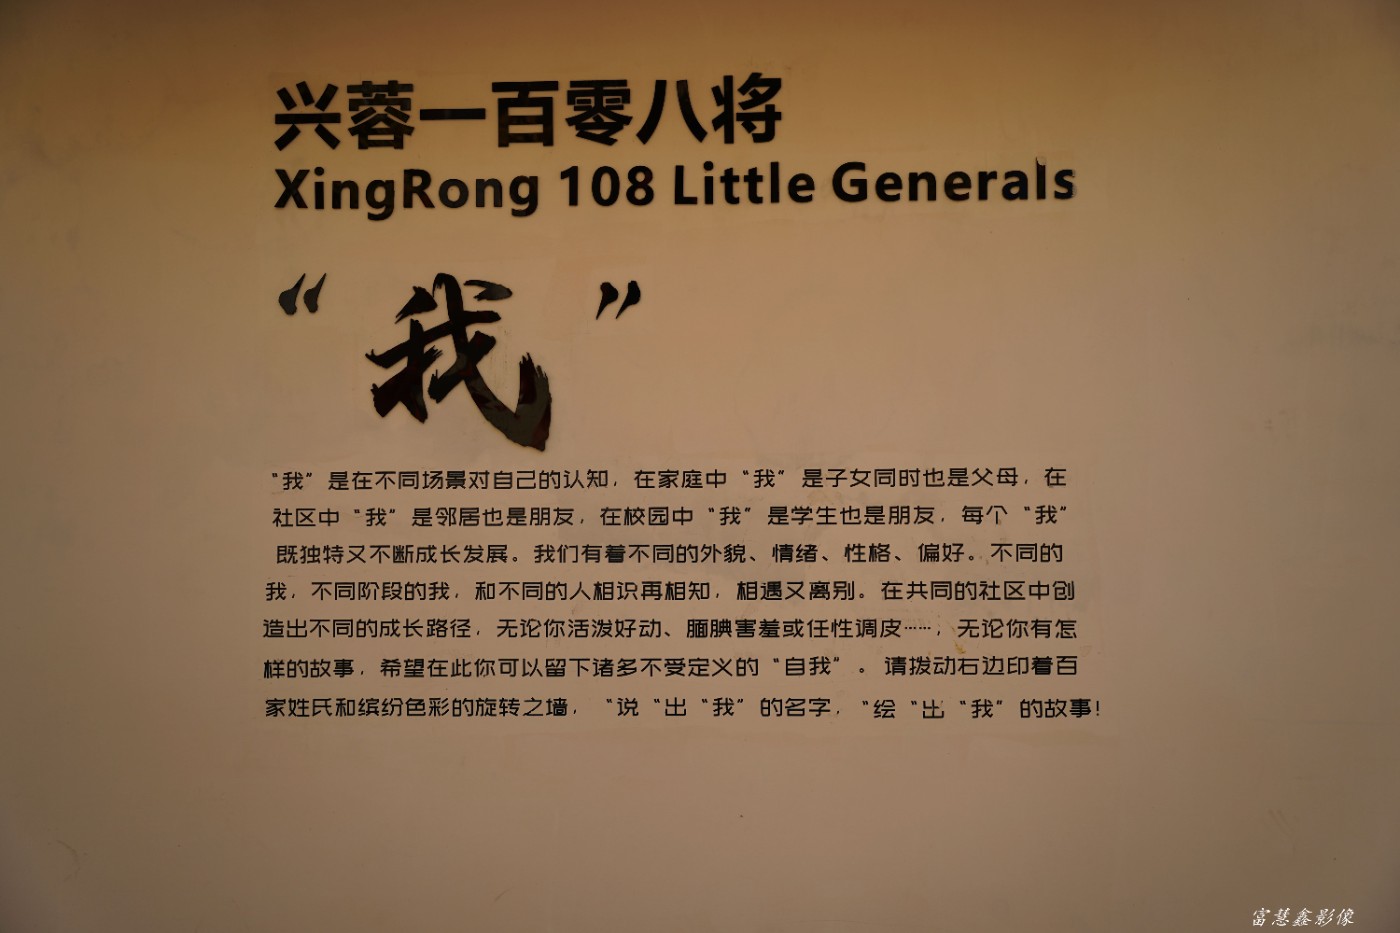 兴蓉一百零八将
XingRong 108 Little Generals
“我”
“我”是在不同场景对自己的认知，在家庭中“我”是子女同时也是父母，在
社区中“我”是邻居也是朋友，在校园中“我”是学生也是朋友，每个“我”
既独特又不断成长发展。我们有着不同的外貌、情绪、性格、偏好。不同的
我，不同阶段的我，和不同的人相识再相知，相遇又离别。在共同的社区中创
造出不同的成长路径，无论你活泼好动、腼腆害羞或任性调皮……，无论你有怎
样的故事，希望在此你可以留下诸多不受定义的“自我”。请拨动右边印着百
家姓氏和缤纷色彩的旋转之墙，“说“出“我”的名字，“绘“出“我”的故事！
富慧鑫影像